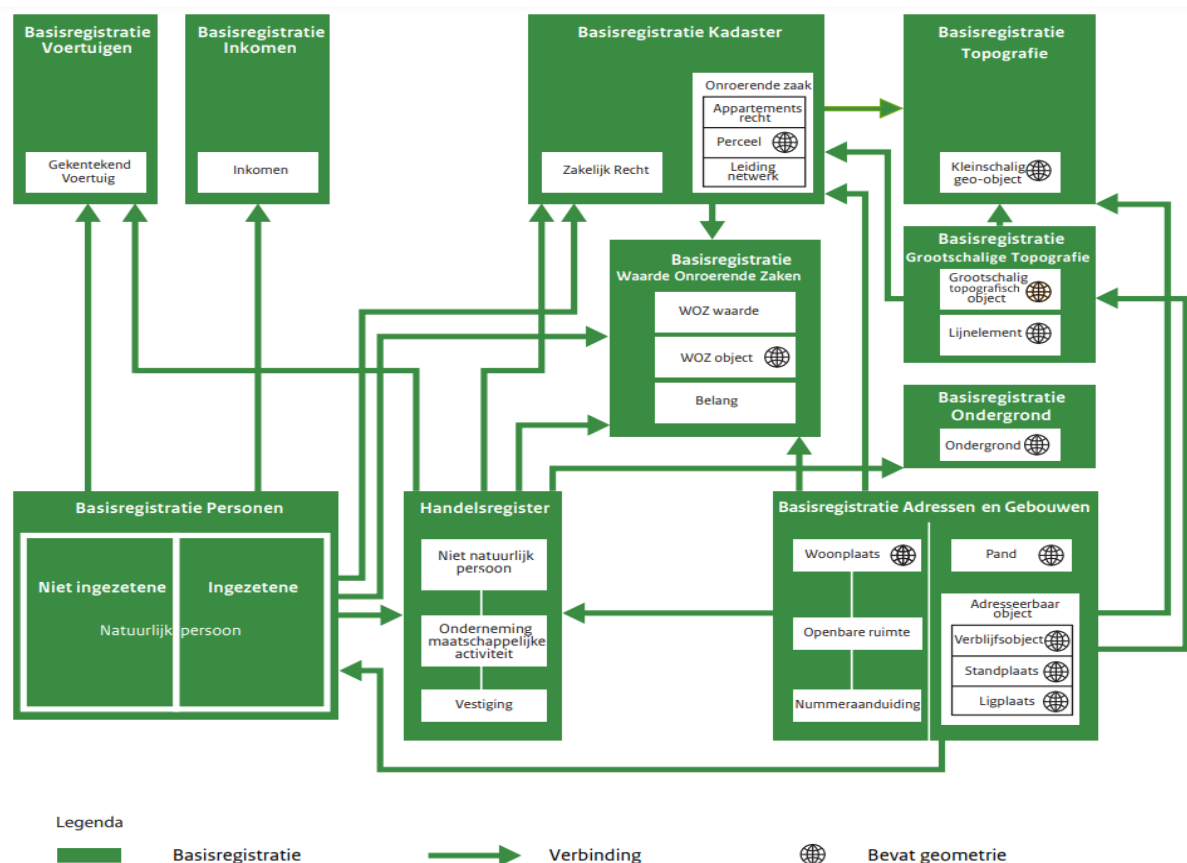 Basisregistratie
Voertuigen
Gekentekend
Voertuig
Basisregistratie
Inkomen
Inkomen
Basisregistratie Kadaster
Onroerende zaak
Appartements
recht
Perceel
Leiding
netwerk
Zakelijk Recht
Basisregistratie
Topografie
Kleinschalig
geo-object
Basisregistratie
Waarde Onroerende Zaken
WOZ waarde
WOZ object
Belang
Basisregistratie
Grootschalige Topografie
Grootschalig
topografisch
object
Lijnelement
Basisregistratie
Ondergrond
Ondergrond
Basisregistratie Personen
Niet ingezetene
Ingezetene
Natuurlijk persoon
Handelsregister
Niet natuurlijk
persoon
Onderneming
maatschappelijke
activiteit
Vestiging
Basisregistratie Adressen en Gebouwen
Woonplaats
Openbare ruimte
Nummeraanduiding
Pand
Adresseerbaar
object
Verblijfsobject
Standplaats
Ligplaats
Legenda
Basisregistratie
Verbinding
Bevat geometrie